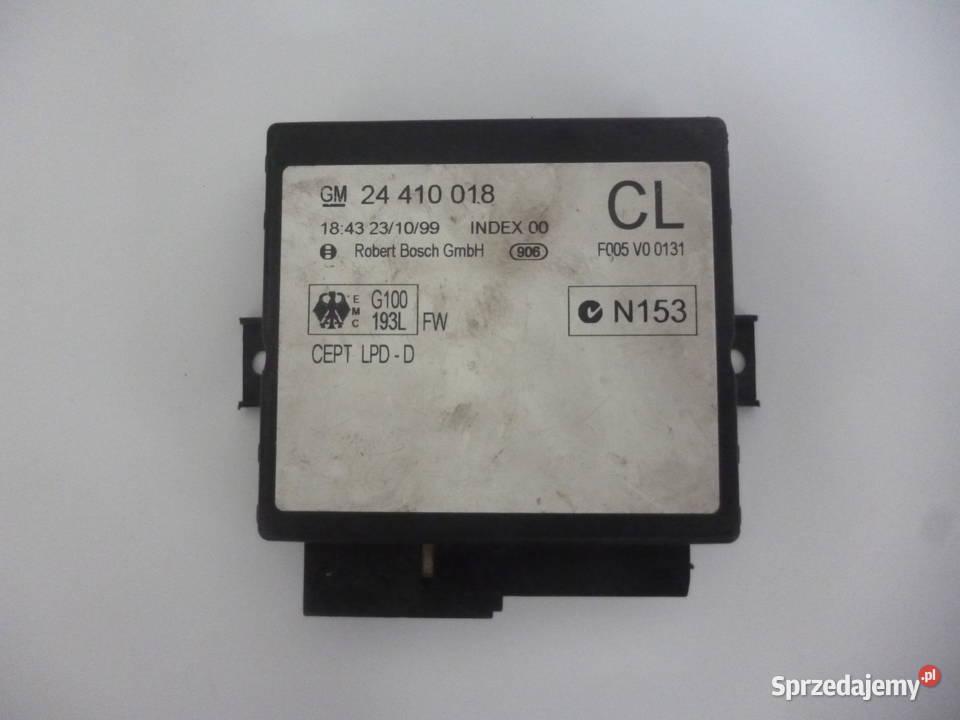 GM 24 410 018 CL
18:43 23/10/99 INDEX 00
Robert Bosch GmbH 906 F005 V0 0131
EMC G100 193L FW
N153
CEPT LPD - D
Sprzedajemy.pl